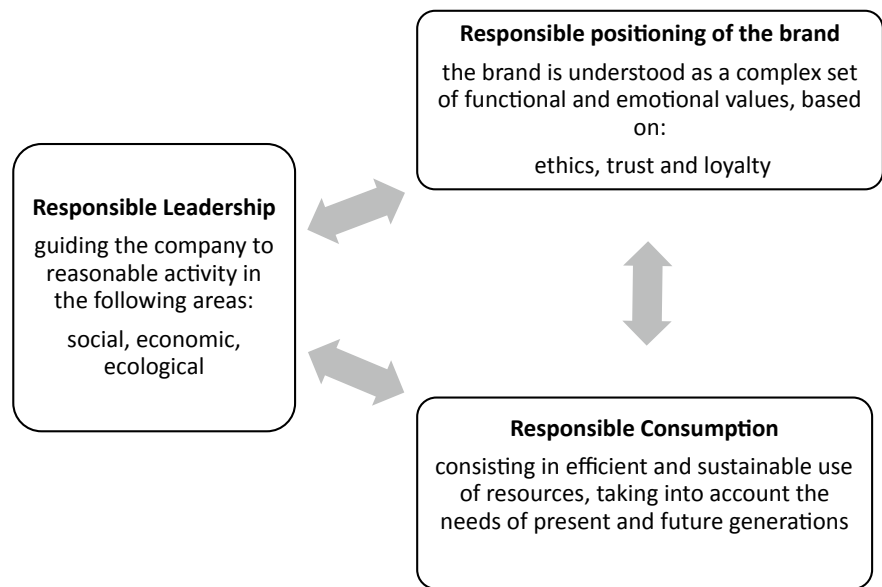 Responsible positioning of the brand
the brand is understood as a complex set
of functional and emotional values, based
on:
ethics, trust and loyalty
Responsible Leadership
guiding the company to
reasonable activity in
the following areas:
social, economic,
ecological
Responsible Consumption
consisting in efficient and sustainable use
of resources, taking into account the
needs of present and future generations